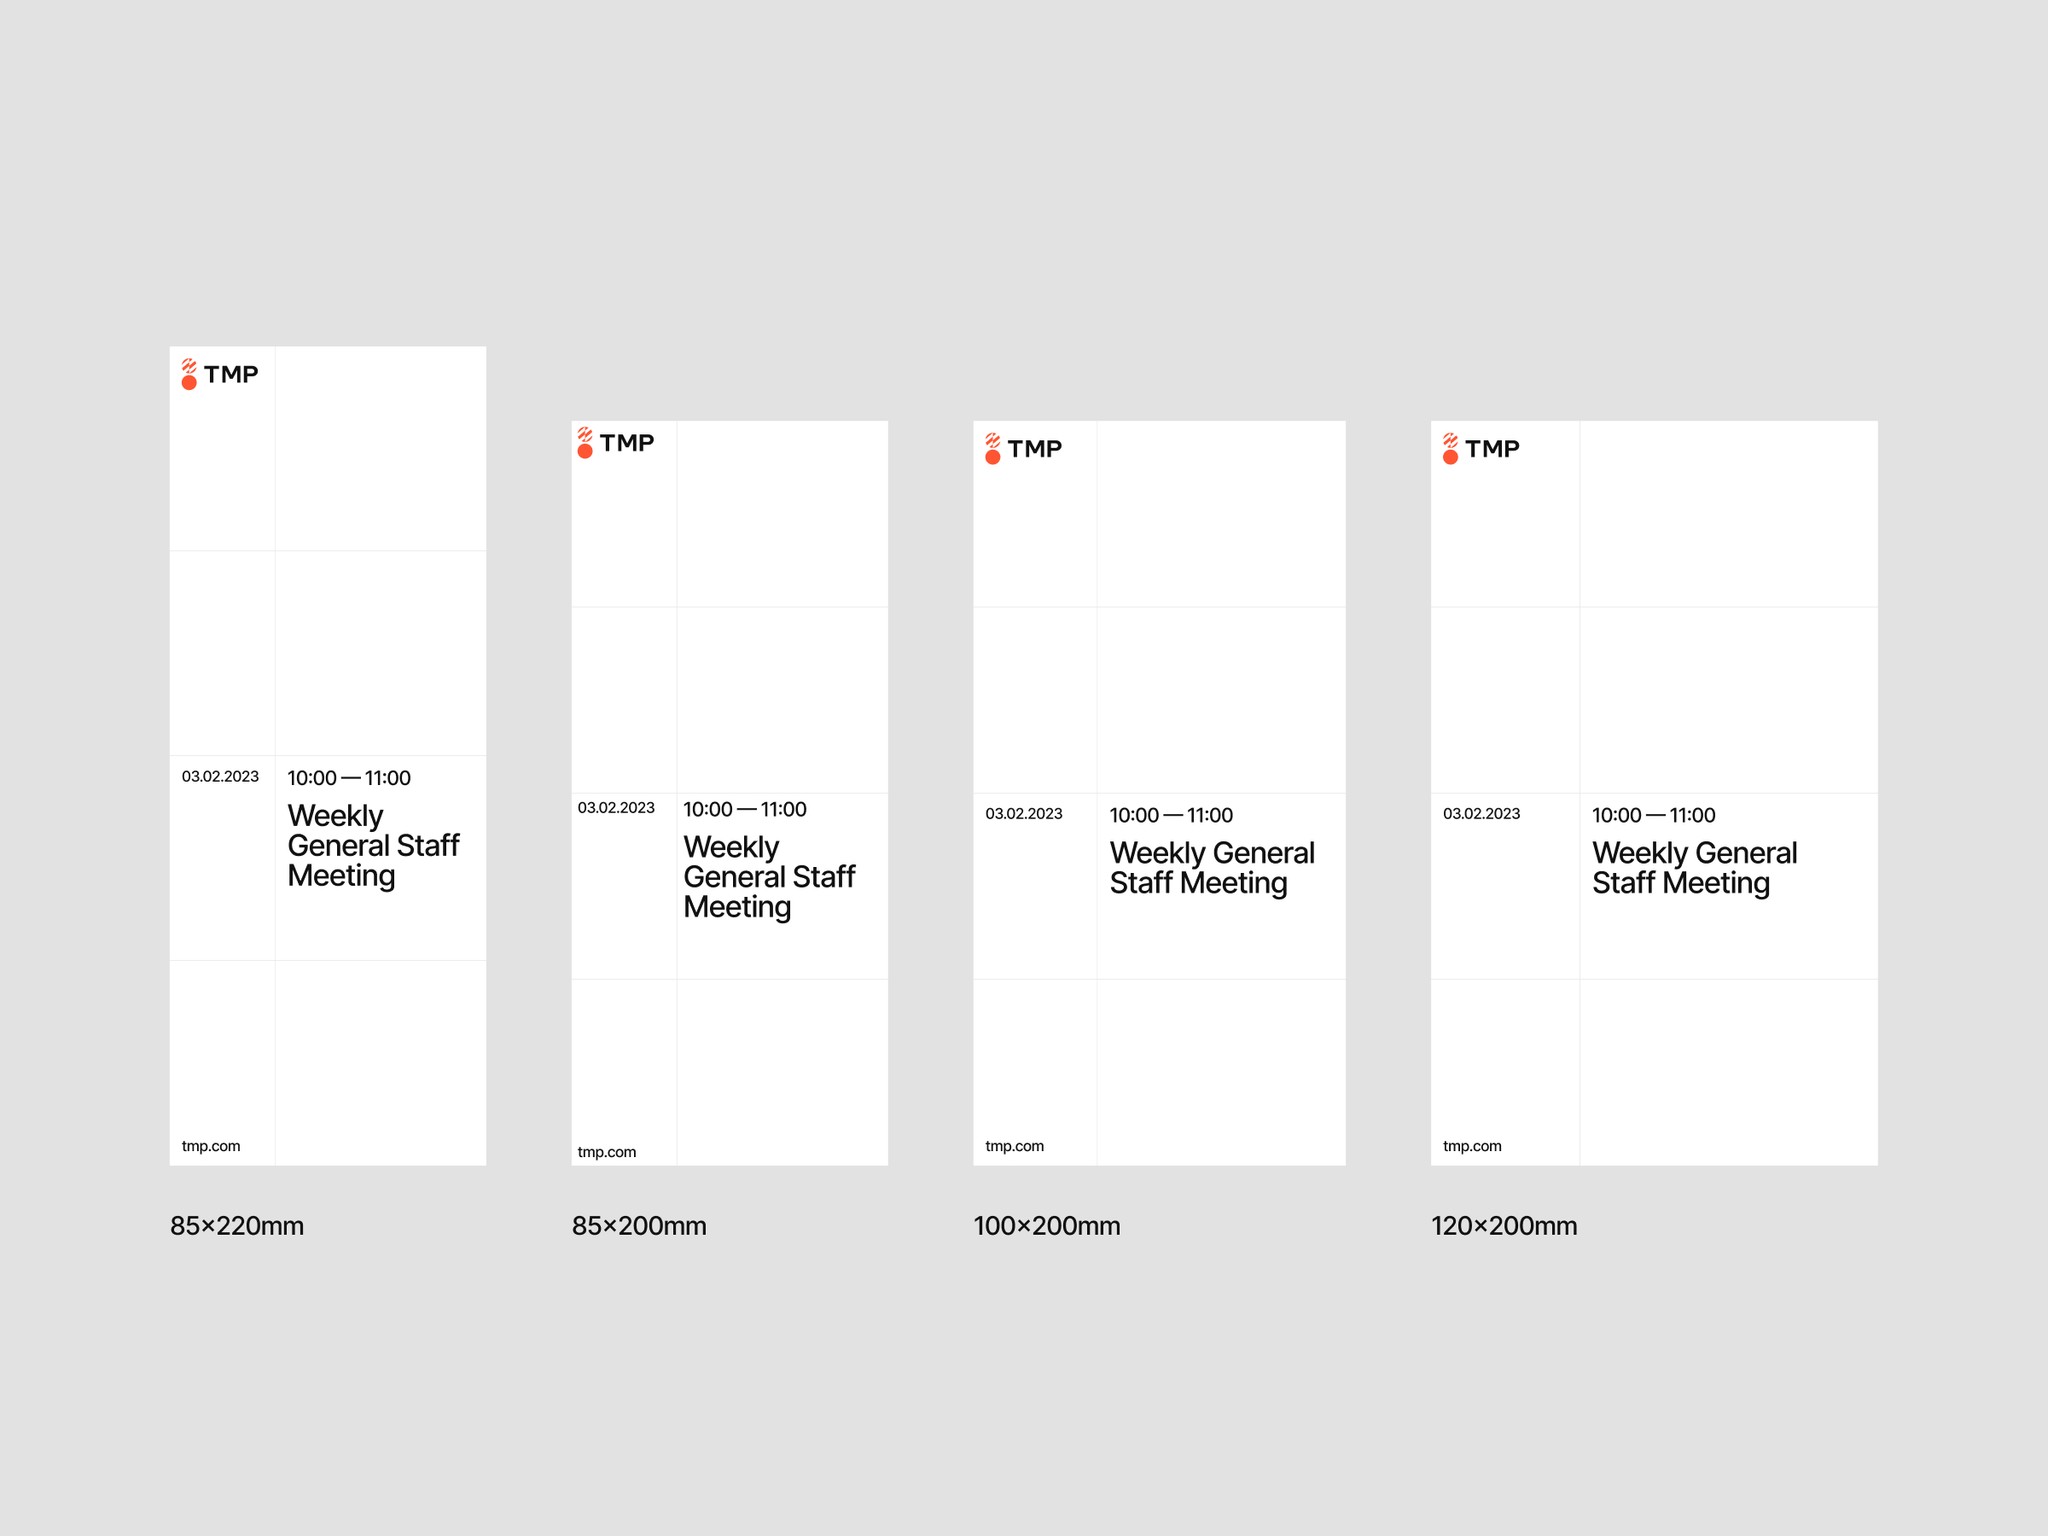 TMP
03.02.2023
10:00 — 11:00
Weekly
General Staff
Meeting
tmp.com
85×220mm
TMP
03.02.2023
10:00 — 11:00
Weekly
General Staff
Meeting
tmp.com
85×200mm
TMP
03.02.2023
10:00 — 11:00
Weekly General
Staff Meeting
tmp.com
100×200mm
TMP
03.02.2023
10:00 — 11:00
Weekly General
Staff Meeting
tmp.com
120×200mm